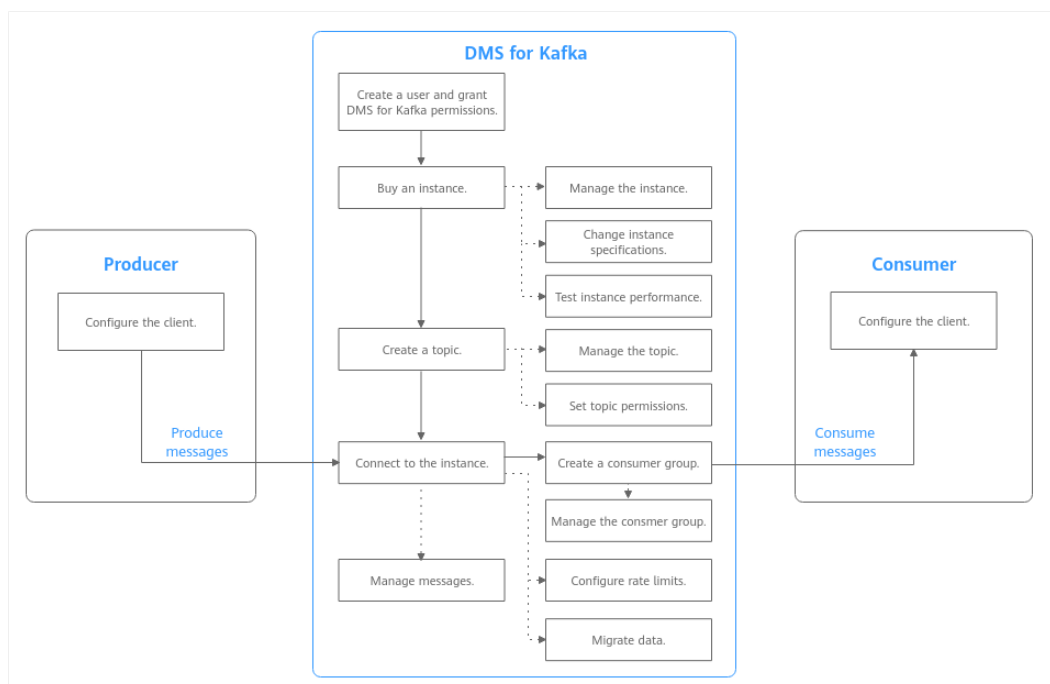 DMS for Kafka
Create a user and grant
DMS for Kafka permissions.
Buy an instance.
Manage the instance.
Change instance
specifications.
Test instance performance.
Create a topic.
Manage the topic.
Set topic permissions.
Connect to the instance.
Create a consumer group.
Manage the consmer group.
Manage messages.
Configure rate limits.
Migrate data.
Producer
Configure the client.
Produce
messages
Consumer
Configure the client.
Consume
messages